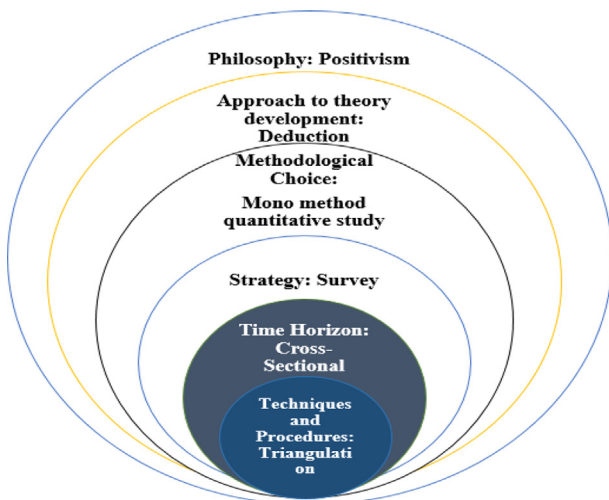 Philosophy: Positivism
Approach to theory
development:
Deduction
Methodological
Choice:
Mono method
quantitative study
Strategy: Survey
Time Horizon:
Cross-
Sectional
Techniques
and
Procedures:
Triangulati
on